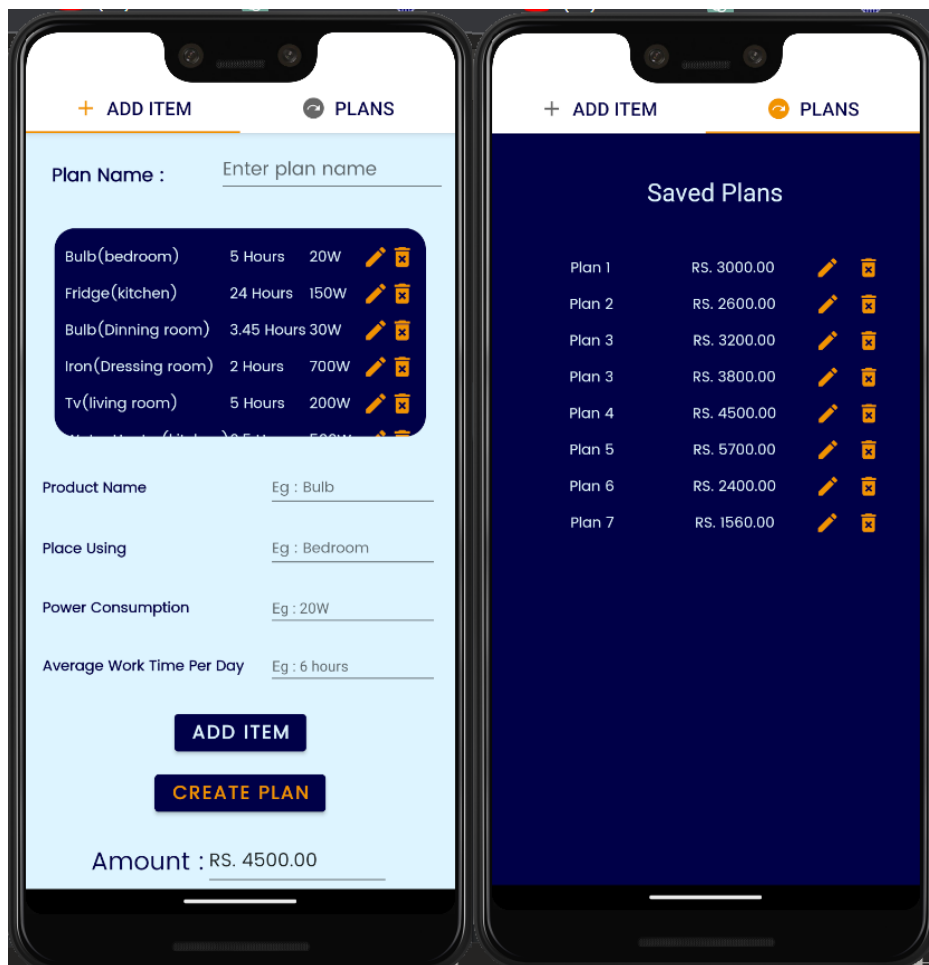 ADD ITEM
PLANS
Plan Name :
Enter plan name
Bulb(bedroom) 5 Hours 20W
Fridge(kitchen) 24 Hours 150W
Bulb(Dinning room) 3.45 Hours 30W
Iron(Dressing room) 2 Hours 700W
Tv(living room) 5 Hours 200W
Product Name
Eg : Bulb
Place Using
Eg : Bedroom
Power Consumption
Eg : 20W
Average Work Time Per Day
Eg : 6 hours
ADD ITEM
CREATE PLAN
Amount : RS. 4500.00
ADD ITEM
PLANS
Saved Plans
Plan 1 RS. 3000.00
Plan 2 RS. 2600.00
Plan 3 RS. 3200.00
Plan 3 RS. 3800.00
Plan 4 RS. 4500.00
Plan 5 RS. 5700.00
Plan 6 RS. 2400.00
Plan 7 RS. 1560.00